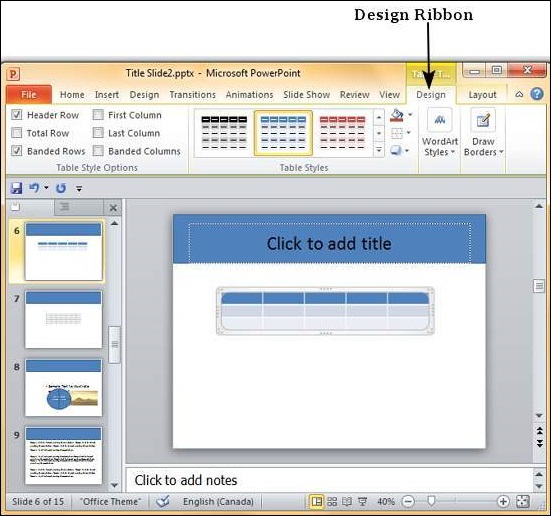 Design Ribbon
Title Slide2.pptx - Microsoft PowerPoint
File Home Insert Design Transitions Animations Slide Show Review View Design Layout
Header Row First Column
Total Row Last Column
Banded Rows Banded Columns
WordArt Styles
Draw Borders
Table Style Options Table Styles
6
Click to add title
7
8
9
Click to add notes
Slide 6 of 15 "Office Theme" English (Canada) 40%